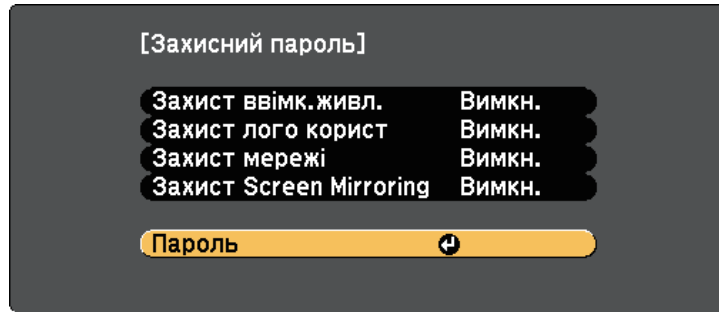 [Захисний пароль]
Захист ввімк.живл. Вимкн.
Захист лого корист Вимкн.
Захист мережі Вимкн.
Захист Screen Mirroring Вимкн.
Пароль